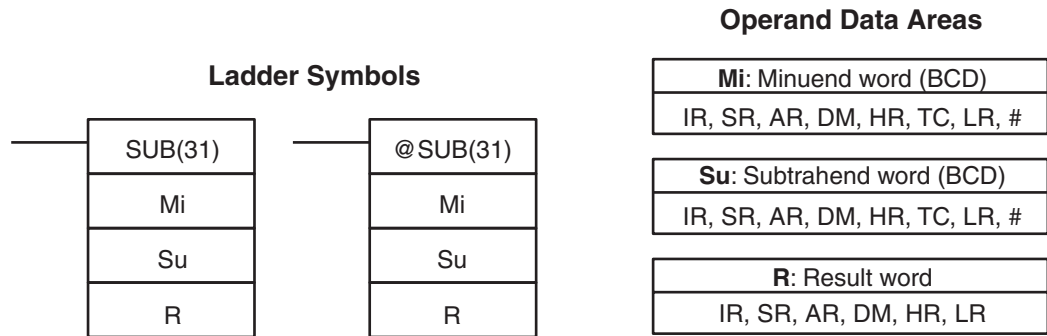 Ladder Symbols
SUB(31)
Mi
Su
R
@SUB(31)
Mi
Su
R
Operand Data Areas
Mi: Minuend word (BCD)
IR, SR, AR, DM, HR, TC, LR, #
Su: Subtrahend word (BCD)
IR, SR, AR, DM, HR, TC, LR, #
R: Result word
IR, SR, AR, DM, HR, LR